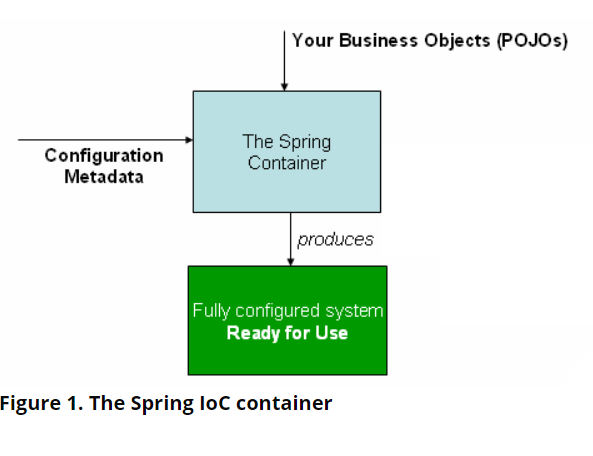 Your Business Objects (POJOs)
The Spring
Container
Configuration
Metadata
produces
Fully configured system
Ready for Use
Figure 1. The Spring IoC container